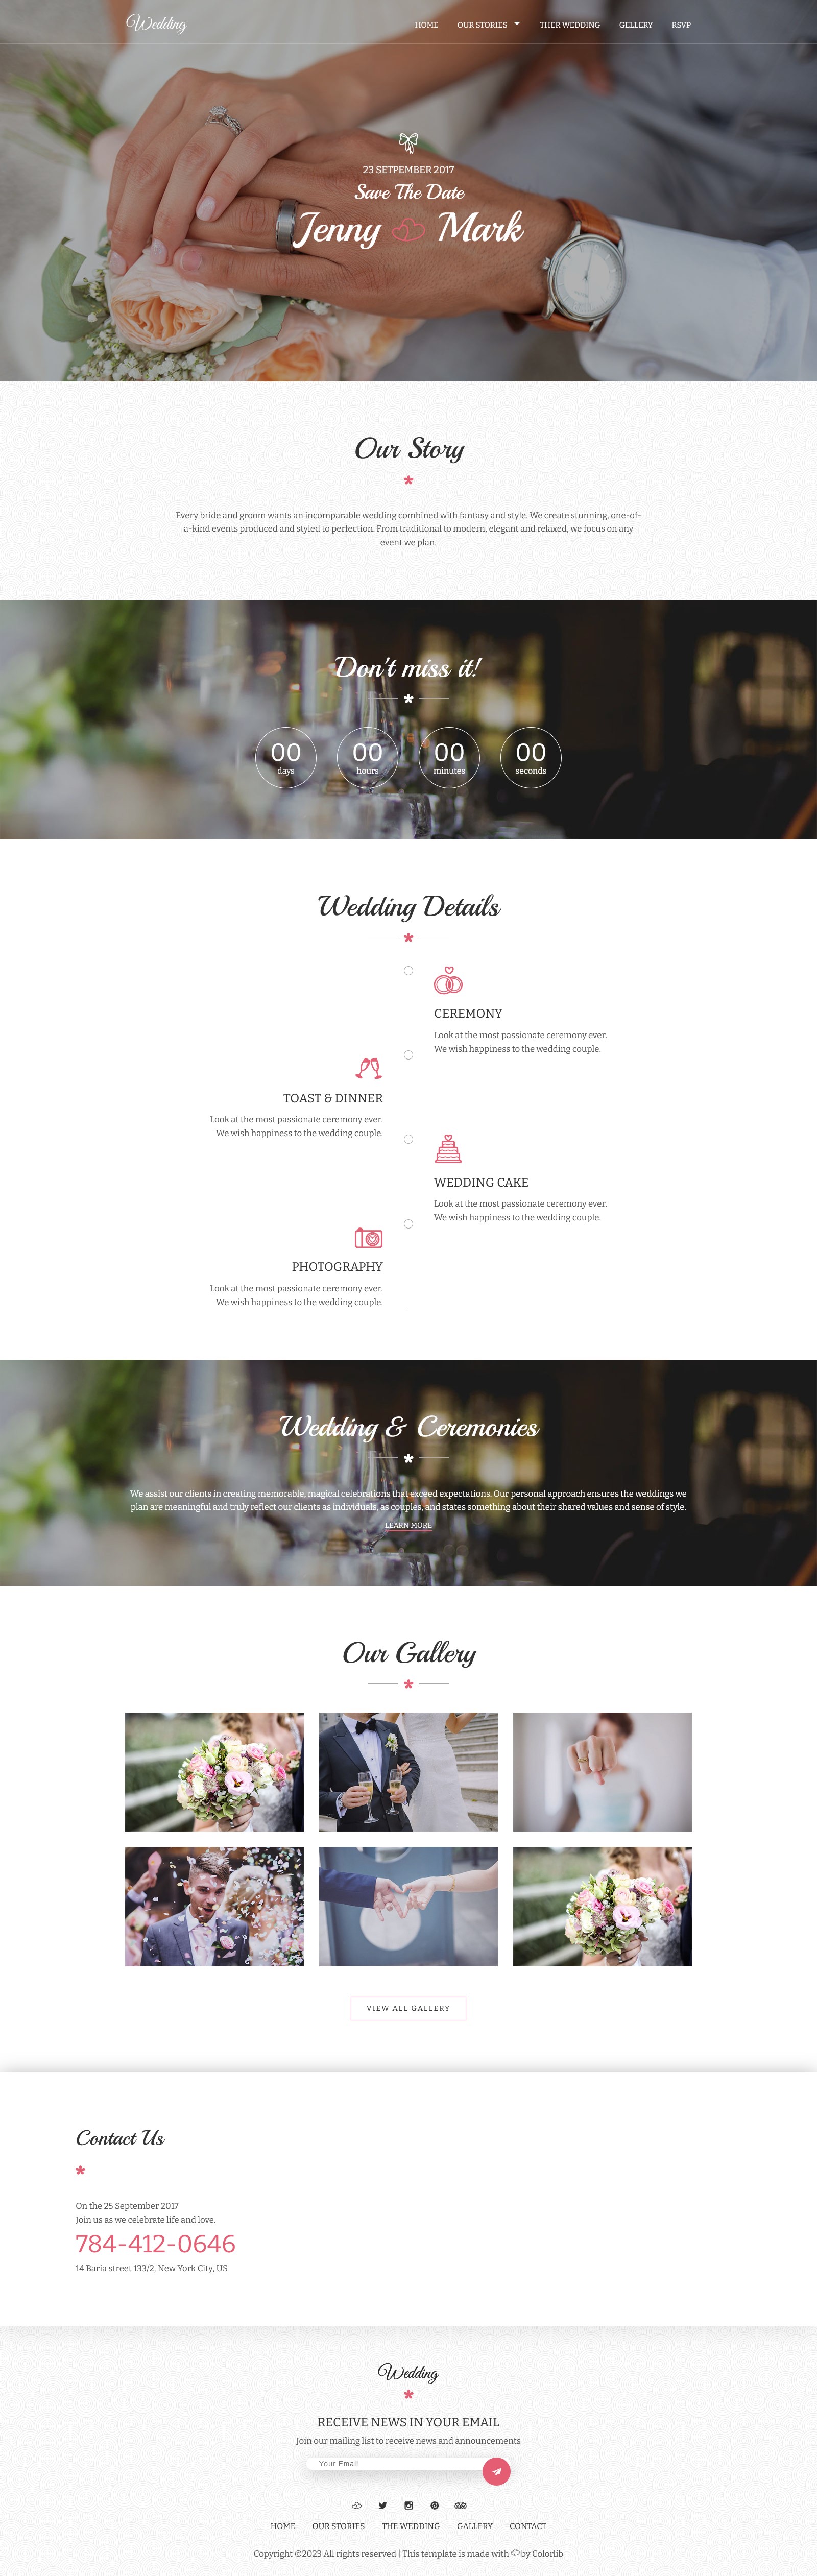 Wedding
HOME OUR STORIES THER WEDDING GELLERY RSVP
23 SETPEMBER 2017
Save The Date
Jenny Mark
Our Story
Every bride and groom wants an incomparable wedding combined with fantasy and style. We create stunning, one-of-
a-kind events produced and styled to perfection. From traditional to modern, elegant and relaxed, we focus on any
event we plan.
Don't miss it!
00 00 00 00
days hours minutes seconds
Wedding Details
CEREMONY
Look at the most passionate ceremony ever.
We wish happiness to the wedding couple.
TOAST & DINNER
Look at the most passionate ceremony ever.
We wish happiness to the wedding couple.
WEDDING CAKE
Look at the most passionate ceremony ever.
We wish happiness to the wedding couple.
PHOTOGRAPHY
Look at the most passionate ceremony ever.
We wish happiness to the wedding couple.
Wedding & Ceremonies
We assist our clients in creating memorable, magical celebrations that exceed expectations. Our personal approach ensures the weddings we
plan are meaningful and truly reflect our clients as individuals, as couples, and states something about their shared values and sense of style.
LEARN MORE
Our Gallery
VIEW ALL GALLERY
Contact Us
On the 25 September 2017
Join us as we celebrate life and love.
784-412-0646
14 Baria street 133/2, New York City, US
Wedding
RECEIVE NEWS IN YOUR EMAIL
Join our mailing list to receive news and announcements
Your Email
HOME OUR STORIES THE WEDDING GALLERY CONTACT
Copyright ©2023 All rights reserved | This template is made with by Colorlib